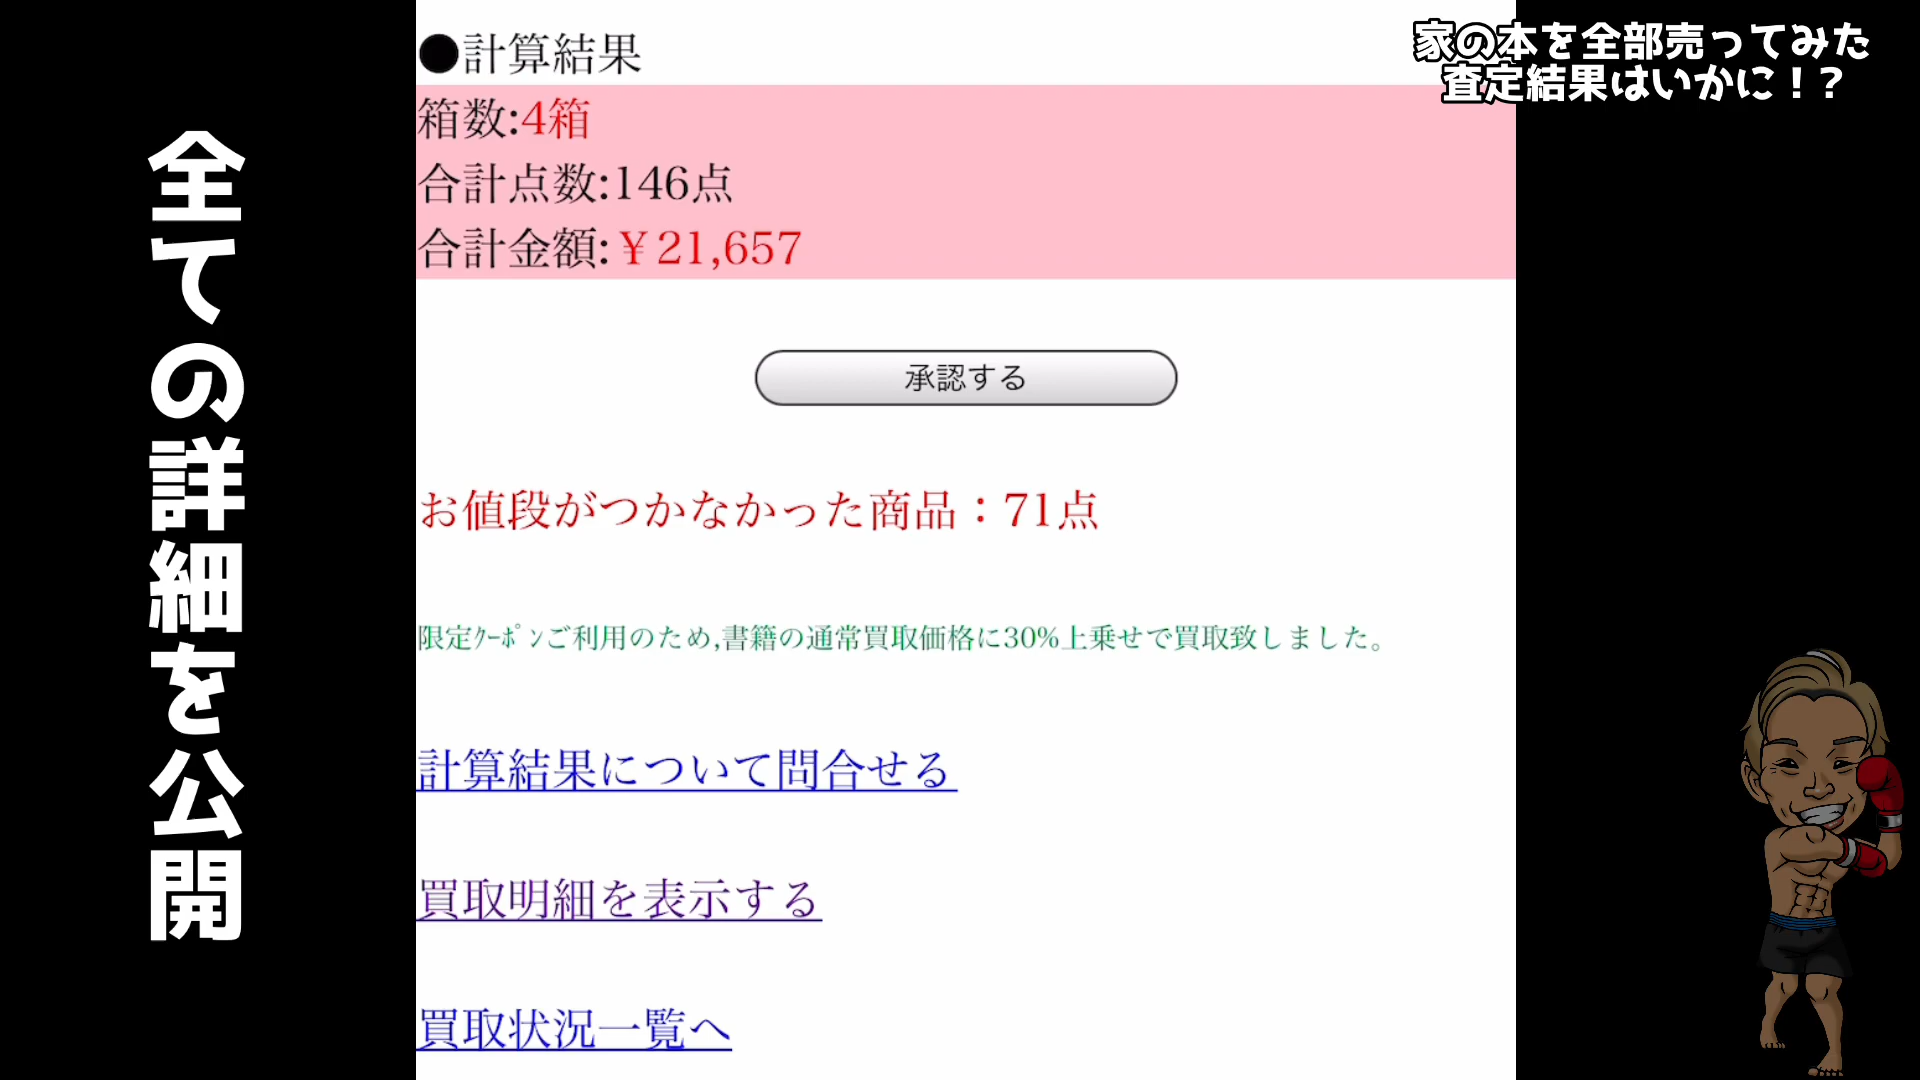 家の本を全部売ってみた
査定結果はいかに！？
全ての詳細を公開
●計算結果
箱数:4箱
合計点数:146点
合計金額:￥21,657
承認する
お値段がつかなかった商品：71点
限定ｸｰﾎﾟﾝご利用のため,書籍の通常買取価格に30%上乗せで買取致しました。
計算結果について問合せる
買取明細を表示する
買取状況一覧へ